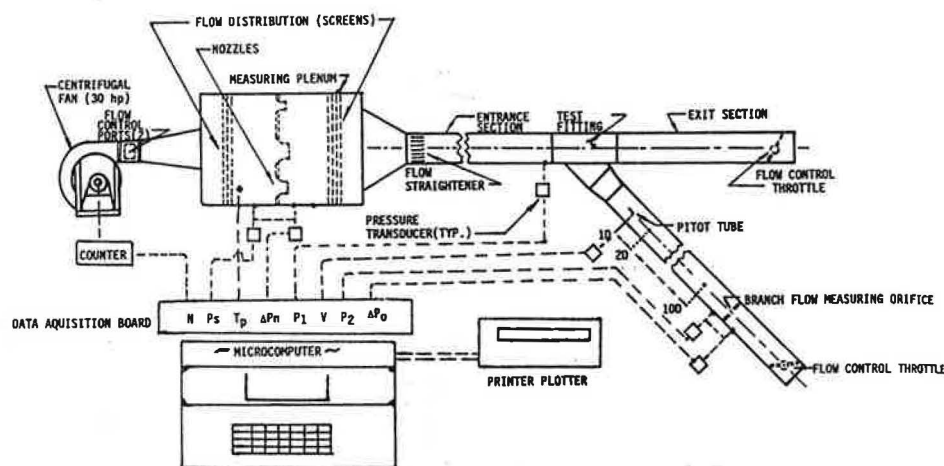 FLOW DISTRIBUTION (SCREENS)
NOZZLES
MEASURING PLENUM
CENTRIFUGAL
FAN (30 hp)
FLOW
CONTROL
PORTS(2)
ENTRANCE
SECTION
TEST
FITTING
EXIT SECTION
FLOW
STRAIGHTENER
FLOW CONTROL
THROTTLE
PRESSURE
TRANSDUCER(TYP.)
PITOT TUBE
10
20
100
COUNTER
BRANCH FLOW MEASURING ORIFICE
DATA AQUISITION BOARD
N Ps Tp ΔPn P1 V P2 ΔPo
MICROCOMPUTER
PRINTER PLOTTER
FLOW CONTROL THROTTLE